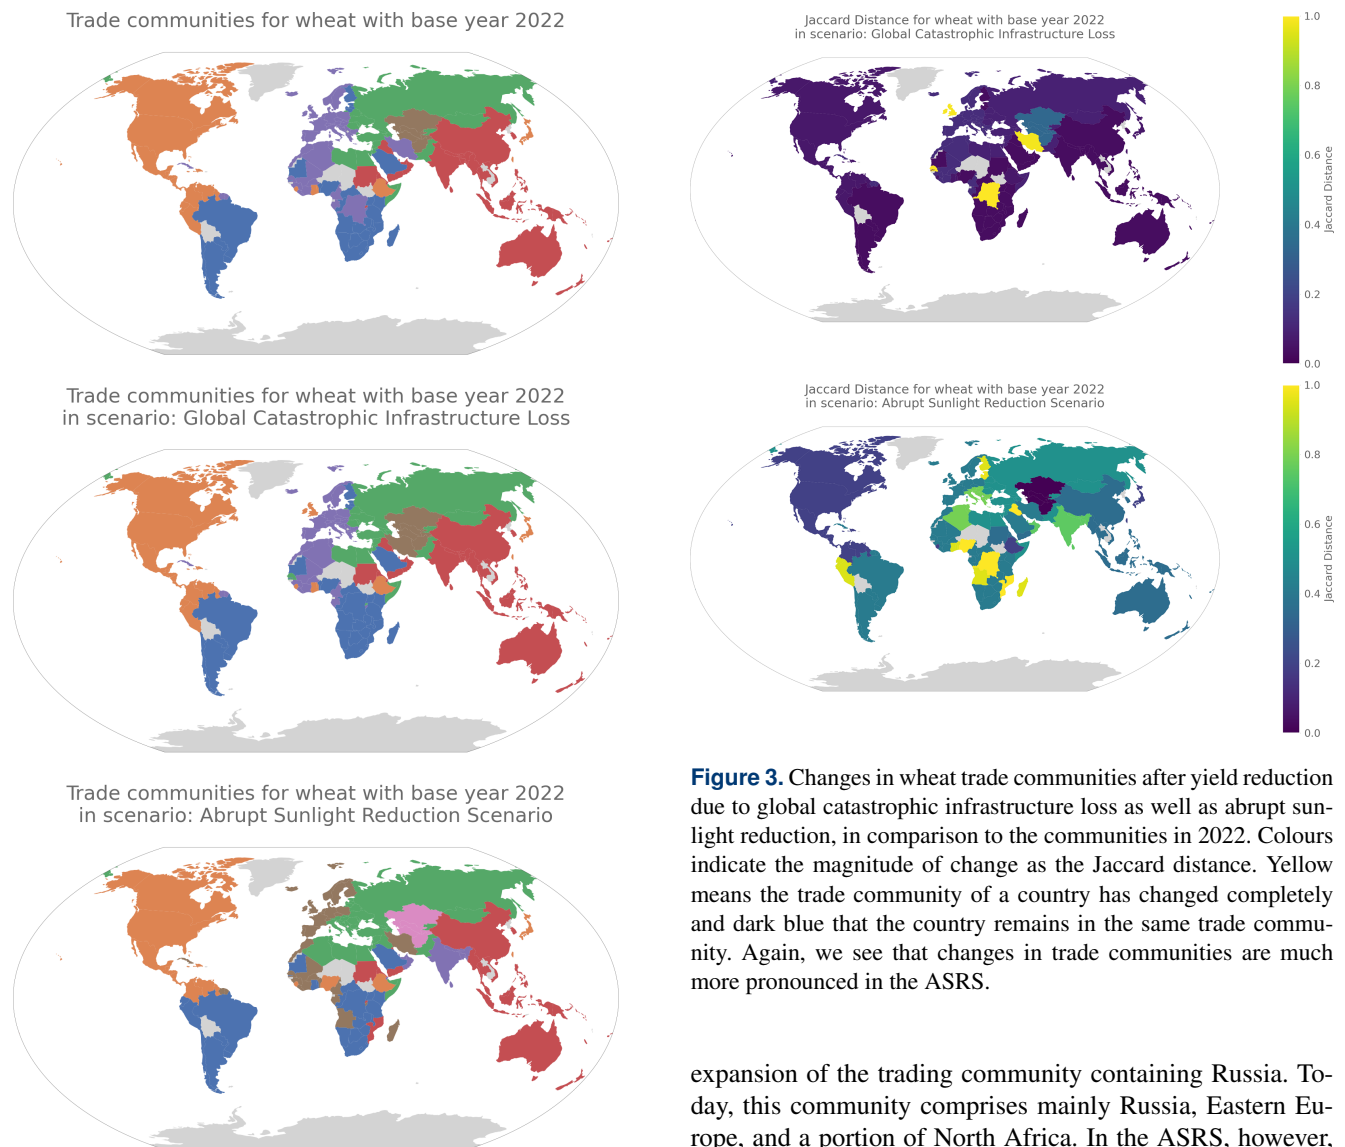 Trade communities for wheat with base year 2022
Trade communities for wheat with base year 2022
in scenario: Global Catastrophic Infrastructure Loss
Trade communities for wheat with base year 2022
in scenario: Abrupt Sunlight Reduction Scenario
Jaccard Distance for wheat with base year 2022
in scenario: Global Catastrophic Infrastructure Loss
1.0
0.8
0.6
0.4
0.2
0.0
Jaccard Distance
Jaccard Distance for wheat with base year 2022
in scenario: Abrupt Sunlight Reduction Scenario
1.0
0.8
0.6
0.4
0.2
0.0
Jaccard Distance
Figure 3. Changes in wheat trade communities after yield reduction
due to global catastrophic infrastructure loss as well as abrupt sun-
light reduction, in comparison to the communities in 2022. Colours
indicate the magnitude of change as the Jaccard distance. Yellow
means the trade community of a country has changed completely
and dark blue that the country remains in the same trade commu-
nity. Again, we see that changes in trade communities are much
more pronounced in the ASRS.
expansion of the trading community containing Russia. To-
day, this community comprises mainly Russia, Eastern Eu-
rope, and a portion of North Africa. In the ASRS, however,